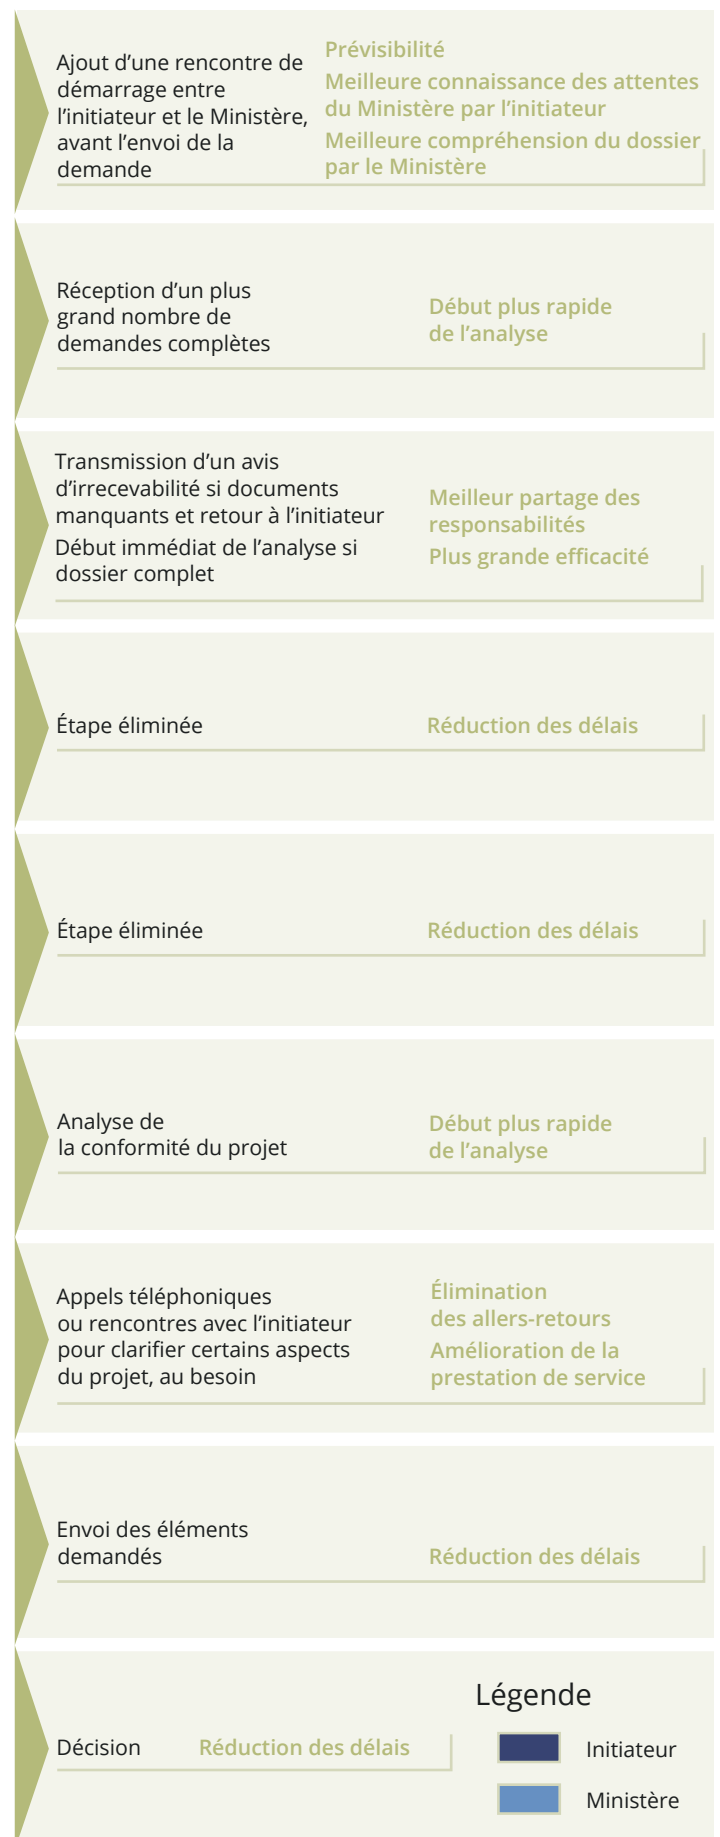 Ajout d’une rencontre de
démarrage entre
l’initiateur et le Ministère,
avant l’envoi de la
demande
Prévisibilité
Meilleure connaissance des attentes
du Ministère par l’initiateur
Meilleure compréhension du dossier
par le Ministère
Réception d’un plus
grand nombre de
demandes complètes
Début plus rapide
de l’analyse
Transmission d’un avis
d’irrecevabilité si documents
manquants et retour à l’initiateur
Début immédiat de l’analyse si
dossier complet
Meilleur partage des
responsabilités
Plus grande efficacité
Étape éliminée
Réduction des délais
Étape éliminée
Réduction des délais
Analyse de
la conformité du projet
Début plus rapide
de l’analyse
Appels téléphoniques
ou rencontres avec l’initiateur
pour clarifier certains aspects
du projet, au besoin
Élimination
des allers-retours
Amélioration de la
prestation de service
Envoi des éléments
demandés
Réduction des délais
Décision
Réduction des délais
Légende
Initiateur
Ministère